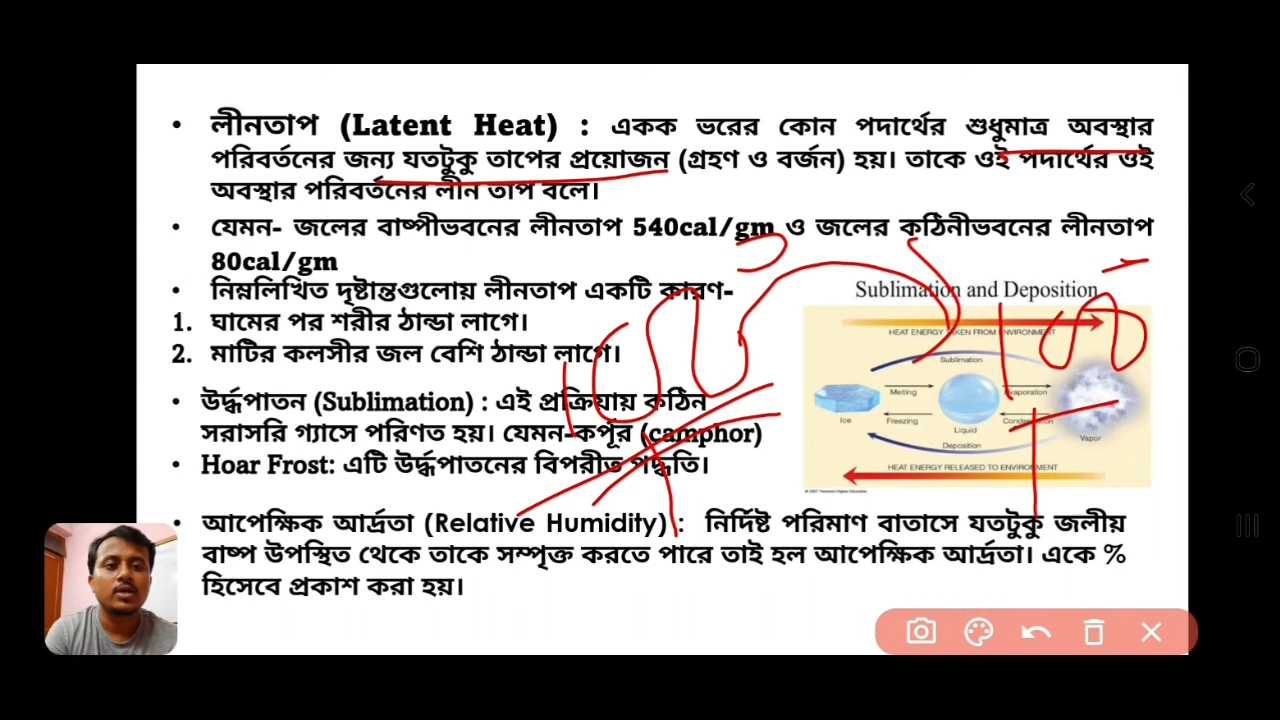 • লীনতাপ (Latent Heat) : একক ভরের কোন পদার্থের শুধুমাত্র অবস্থার
পরিবর্তনের জন্য যতটুকু তাপের প্রয়োজন (গ্রহণ ও বর্জন) হয়। তাকে ওই পদার্থের ওই
অবস্থার পরিবর্তনের লীন তাপ বলে।
• যেমন- জলের বাষ্পীভবনের লীনতাপ 540cal/gm ও জলের কঠিনীভবনের লীনতাপ
80cal/gm
• নিম্নলিখিত দৃষ্টান্তগুলোয় লীনতাপ একটি কারণ-
1. ঘামের পর শরীর ঠান্ডা লাগে।
2. মাটির কলসীর জল বেশি ঠান্ডা লাগে।
• উর্দ্ধপাতন (Sublimation) : এই প্রক্রিযায় কঠিন
সরাসরি গ্যাসে পরিণত হয়। যেমন-কর্পূর (camphor)
• Hoar Frost: এটি উর্দ্ধপাতনের বিপরীত পদ্ধতি।
Sublimation and Deposition
HEAT ENERGY TAKEN FROM ENVIRONMENT
Sublimation
Melting
Evaporation
Ice
Freezing
Liquid
Condensation
Vapor
Deposition
HEAT ENERGY RELEASED TO ENVIRONMENT
© 2007 Thomson Higher Education
• আপেক্ষিক আর্দ্রতা (Relative Humidity) : নির্দিষ্ট পরিমাণ বাতাসে যতটুকু জলীয়
বাষ্প উপস্থিত থেকে তাকে সম্পৃক্ত করতে পারে তাই হল আপেক্ষিক আর্দ্রতা। একে %
হিসেবে প্রকাশ করা হয়।